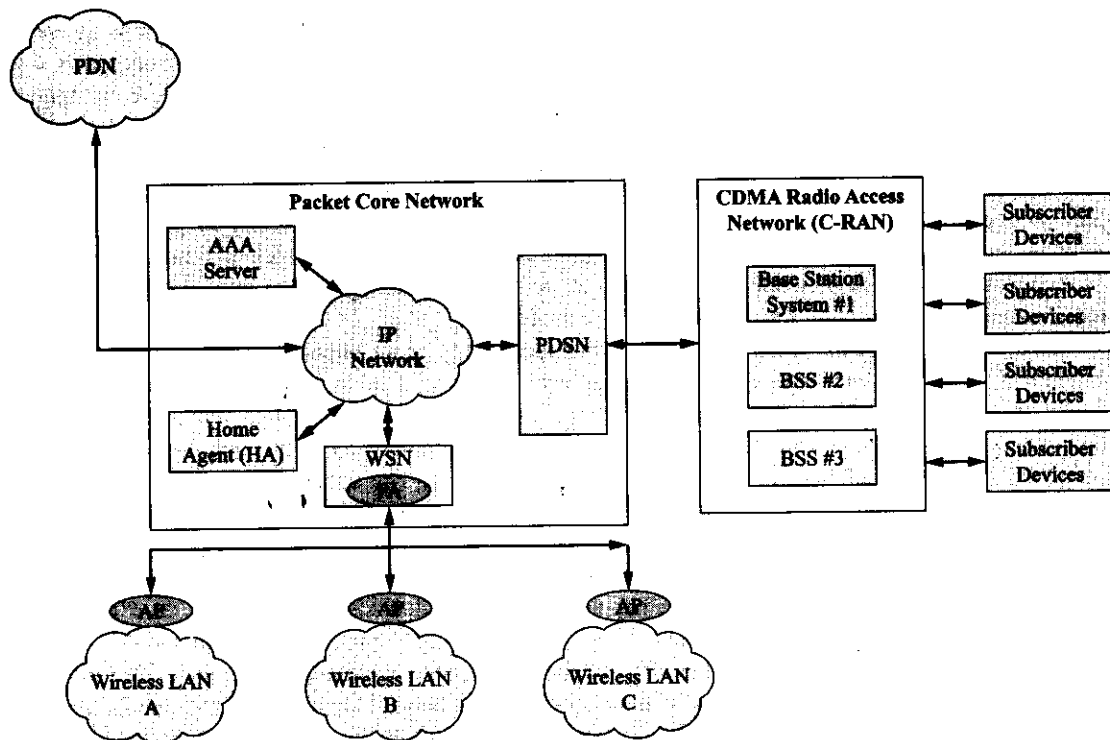 PDN
Packet Core Network
AAA
Server
IP
Network
PDSN
Home
Agent (HA)
WSN
FA
CDMA Radio Access
Network (C-RAN)
Base Station
System #1
BSS #2
BSS #3
Subscriber
Devices
Subscriber
Devices
Subscriber
Devices
Subscriber
Devices
AP
AP
AP
Wireless LAN
A
Wireless LAN
B
Wireless LAN
C